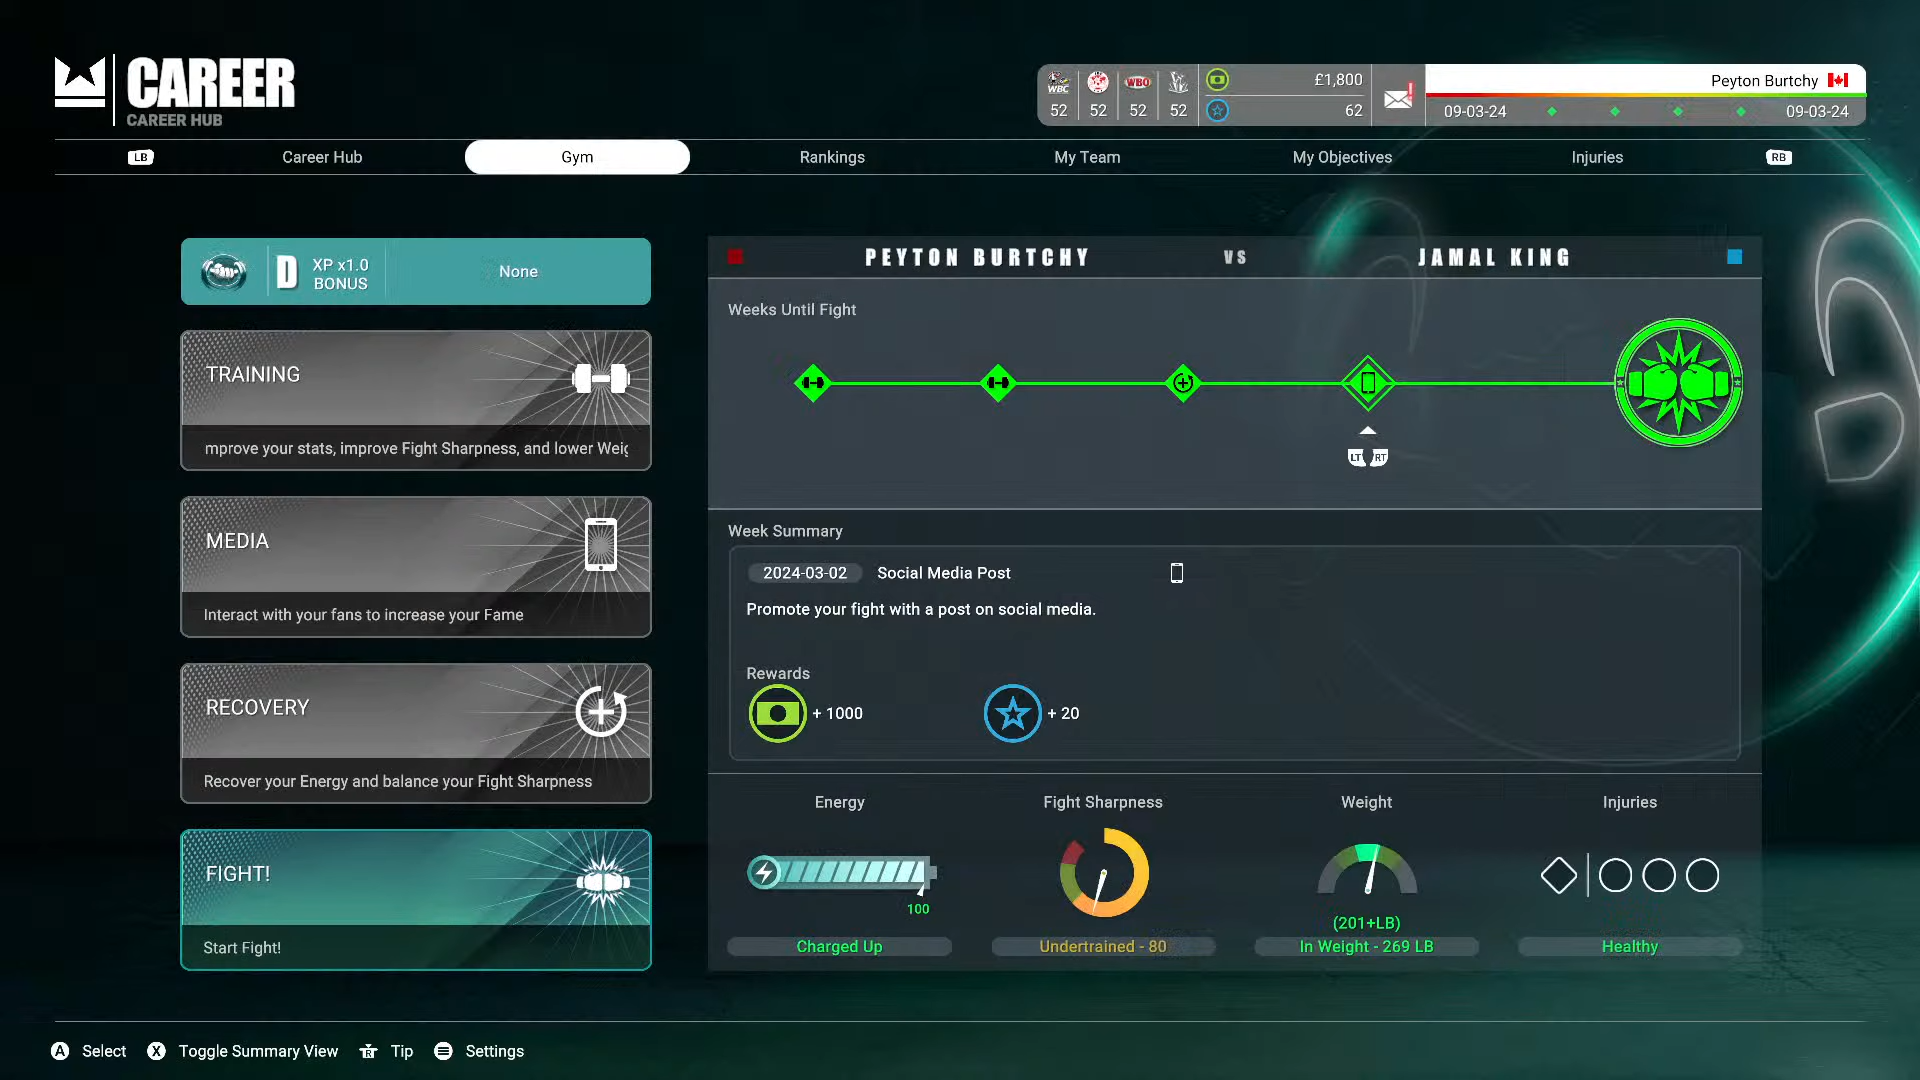 CAREER
CAREER HUB
WBC
WBO
52
52
52
52
£1,800
62
Peyton Burtchy
09-03-24
09-03-24
LB
Career Hub
Gym
Rankings
My Team
My Objectives
Injuries
RB
D
XP x1.0
BONUS
None
TRAINING
mprove your stats, improve Fight Sharpness, and lower Weig
MEDIA
Interact with your fans to increase your Fame
RECOVERY
Recover your Energy and balance your Fight Sharpness
FIGHT!
Start Fight!
PEYTON BURTCHY
VS
JAMAL KING
Weeks Until Fight
LT
RT
Week Summary
2024-03-02
Social Media Post
Promote your fight with a post on social media.
Rewards
+ 1000
+ 20
Energy
Fight Sharpness
Weight
Injuries
100
(201+LB)
Charged Up
Undertrained - 80
In Weight - 269 LB
Healthy
A
Select
X
Toggle Summary View
R
Tip
Settings